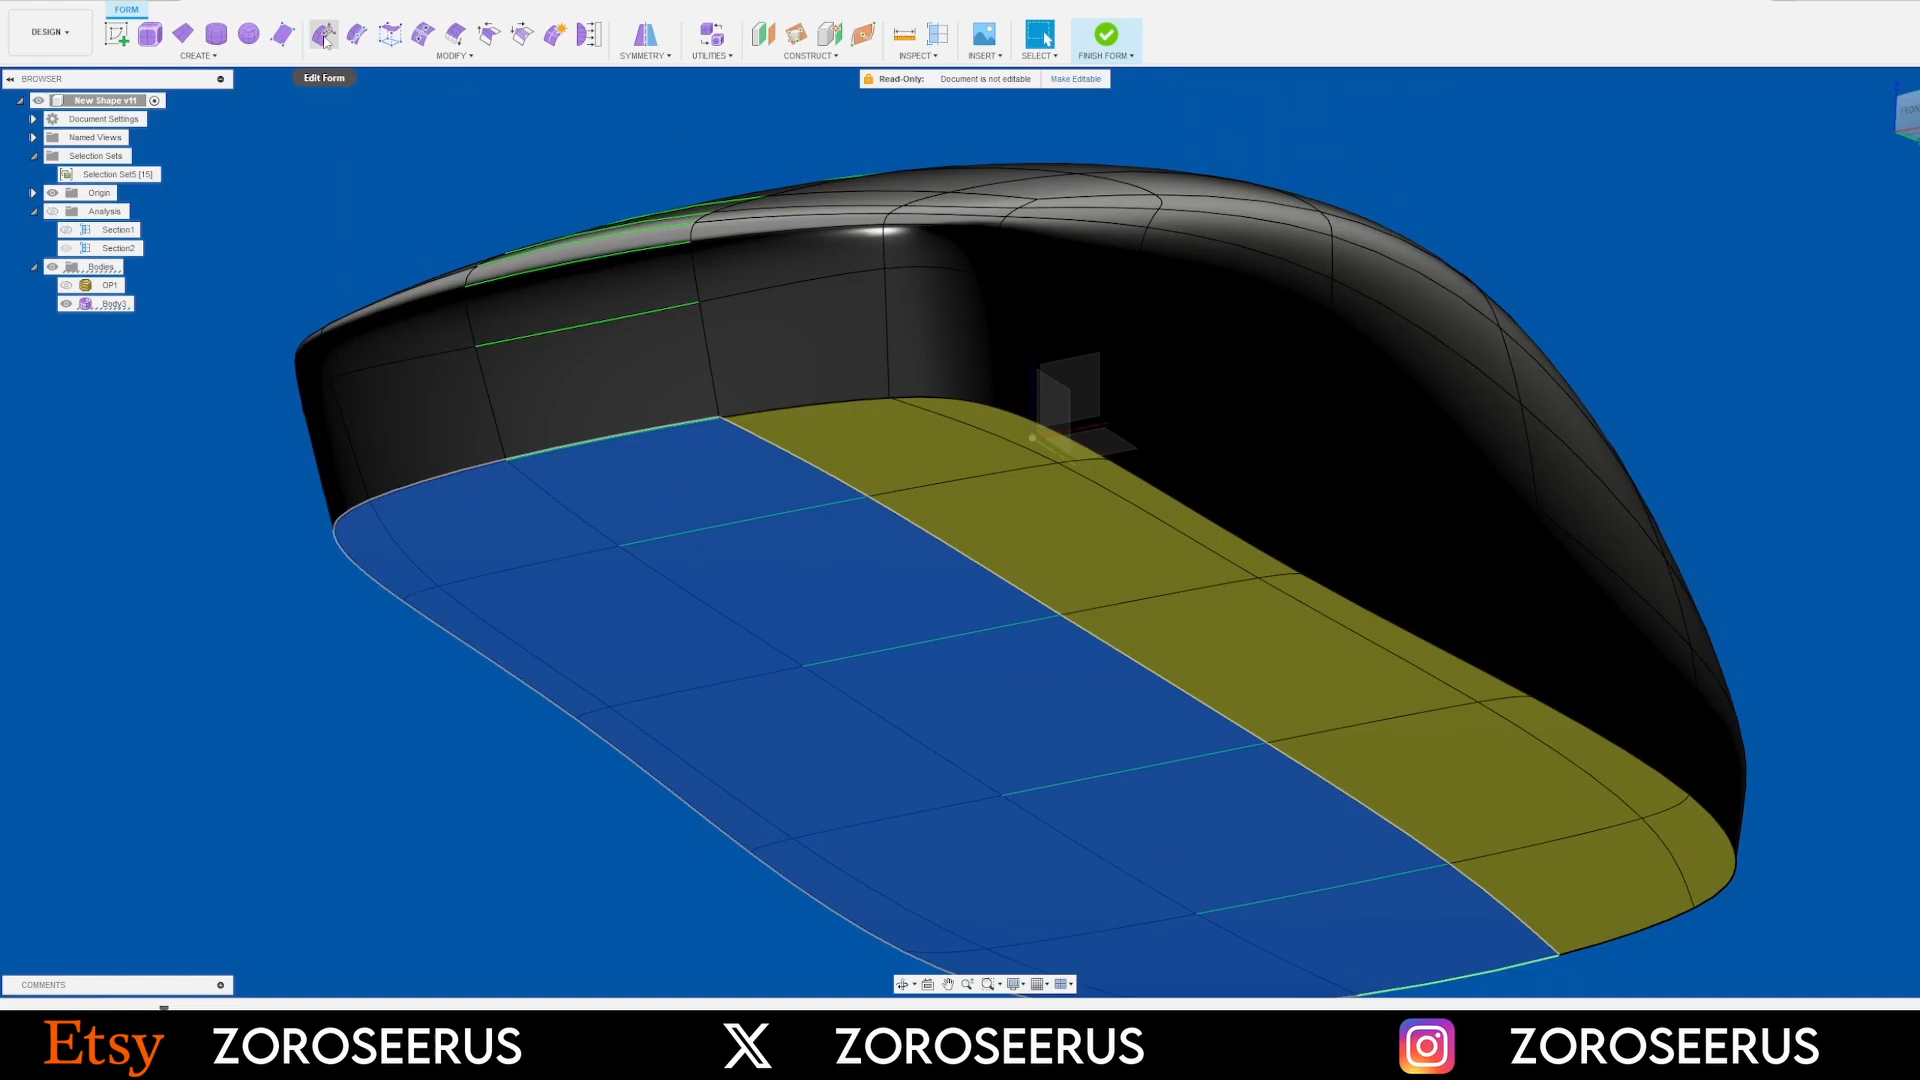 FORM
DESIGN
CREATE
MODIFY
SYMMETRY
UTILITIES
CONSTRUCT
INSPECT
INSERT
SELECT
FINISH FORM
Edit Form
BROWSER
Read-Only: Document is not editable Make Editable
New Shape v11
Document Settings
Named Views
Selection Sets
Selection Set5 [15]
Origin
Analysis
Section1
Section2
Bodies
OP1
Body3
COMMENTS
Etsy ZOROSEERUS ZOROSEERUS ZOROSEERUS